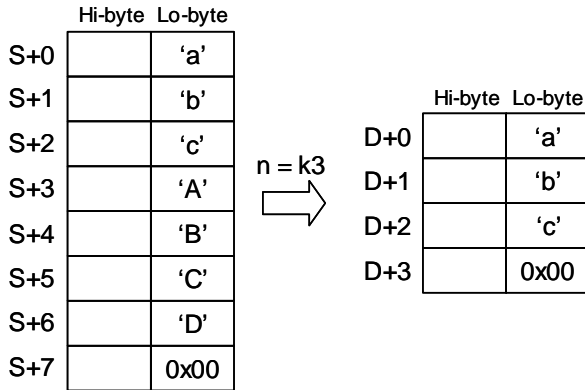 Hi-byte Lo-byte
S+0 ‘a’
S+1 ‘b’
S+2 ‘c’
S+3 ‘A’
S+4 ‘B’
S+5 ‘C’
S+6 ‘D’
S+7 0x00
n = k3
Hi-byte Lo-byte
D+0 ‘a’
D+1 ‘b’
D+2 ‘c’
D+3 0x00